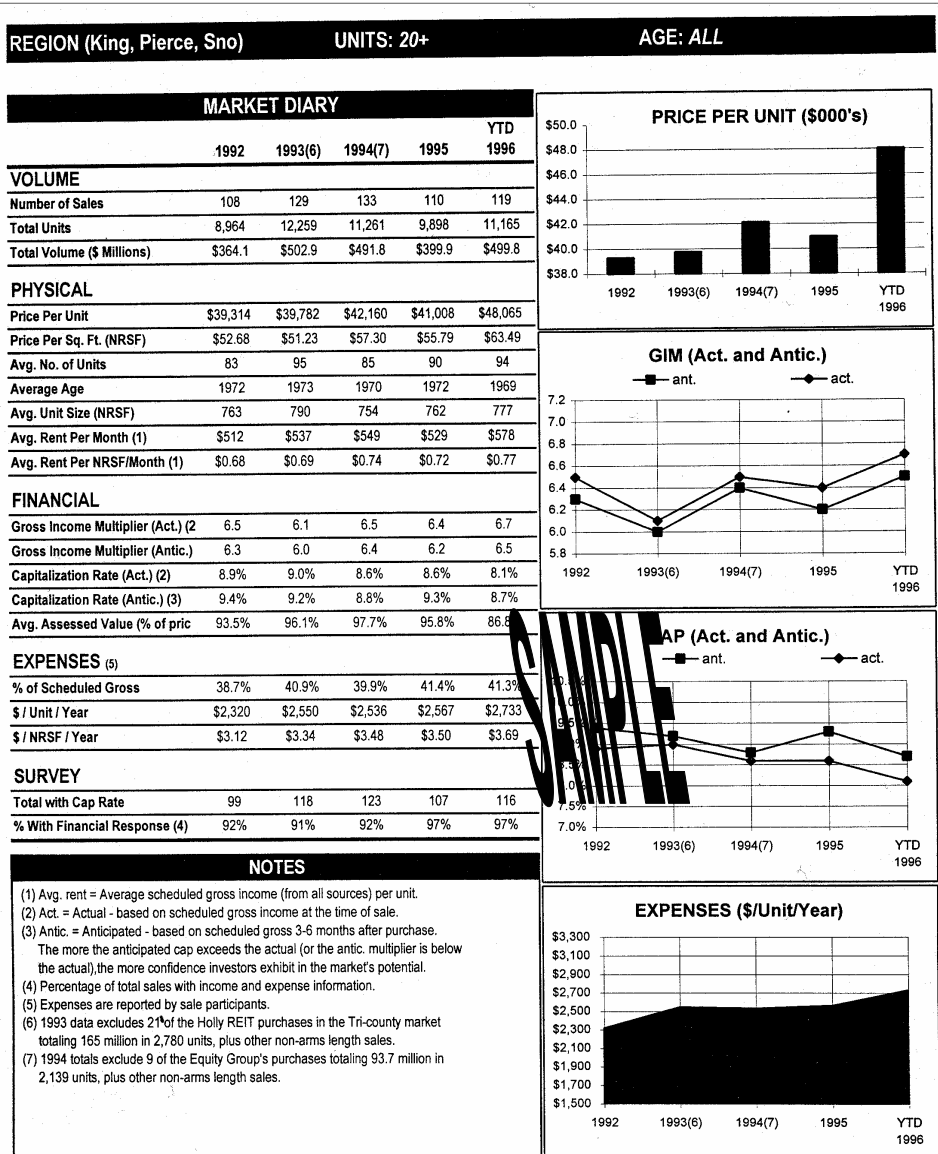 REGION (King, Pierce, Sno) UNITS: 20+ AGE: ALL
MARKET DIARY
YTD
1992 1993(6) 1994(7) 1995 1996
VOLUME
Number of Sales 108 129 133 110 119
Total Units 8,964 12,259 11,261 9,898 11,165
Total Volume ($ Millions) $364.1 $502.9 $491.8 $399.9 $499.8
PHYSICAL
Price Per Unit $39,314 $39,782 $42,160 $41,008 $48,065
Price Per Sq. Ft. (NRSF) $52.68 $51.23 $57.30 $55.79 $63.49
Avg. No. of Units 83 95 85 90 94
Average Age 1972 1973 1970 1972 1969
Avg. Unit Size (NRSF) 763 790 754 762 777
Avg. Rent Per Month (1) $512 $537 $549 $529 $578
Avg. Rent Per NRSF/Month (1) $0.68 $0.69 $0.74 $0.72 $0.77
FINANCIAL
Gross Income Multiplier (Act.) (2 6.5 6.1 6.5 6.4 6.7
Gross Income Multiplier (Antic.) 6.3 6.0 6.4 6.2 6.5
Capitalization Rate (Act.) (2) 8.9% 9.0% 8.6% 8.6% 8.1%
Capitalization Rate (Antic.) (3) 9.4% 9.2% 8.8% 9.3% 8.7%
Avg. Assessed Value (% of pric 93.5% 96.1% 97.7% 95.8% 86.8
EXPENSES (5)
% of Scheduled Gross 38.7% 40.9% 39.9% 41.4% 41.3%
$ / Unit / Year $2,320 $2,550 $2,536 $2,567 $2,733
$ / NRSF / Year $3.12 $3.34 $3.48 $3.50 $3.69
SURVEY
Total with Cap Rate 99 118 123 107 116
% With Financial Response (4) 92% 91% 92% 97% 97%
NOTES
(1) Avg. rent = Average scheduled gross income (from all sources) per unit.
(2) Act. = Actual - based on scheduled gross income at the time of sale.
(3) Antic. = Anticipated - based on scheduled gross 3-6 months after purchase.
The more the anticipated cap exceeds the actual (or the antic. multiplier is below
the actual),the more confidence investors exhibit in the market's potential.
(4) Percentage of total sales with income and expense information.
(5) Expenses are reported by sale participants.
(6) 1993 data excludes 21 of the Holly REIT purchases in the Tri-county market
totaling 165 million in 2,780 units, plus other non-arms length sales.
(7) 1994 totals exclude 9 of the Equity Group's purchases totaling 93.7 million in
2,139 units, plus other non-arms length sales.
PRICE PER UNIT ($000's)
$50.0
$48.0
$46.0
$44.0
$42.0
$40.0
$38.0
1992 1993(6) 1994(7) 1995 YTD
1996
GIM (Act. and Antic.)
ant. act.
7.2
7.0
6.8
6.6
6.4
6.2
6.0
5.8
1992 1993(6) 1994(7) 1995 YTD
1996
SAMPLE
AP (Act. and Antic.)
ant. act.
7.5%
7.0%
1992 1993(6) 1994(7) 1995 YTD
1996
EXPENSES ($/Unit/Year)
$3,300
$3,100
$2,900
$2,700
$2,500
$2,300
$2,100
$1,900
$1,700
$1,500
1992 1993(6) 1994(7) 1995 YTD
1996